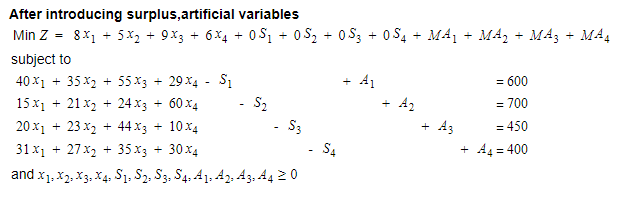 After introducing surplus,artificial variables
Min Z = 8x₁ + 5x₂ + 9x₃ + 6x₄ + 0S₁ + 0S₂ + 0S₃ + 0S₄ + MA₁ + MA₂ + MA₃ + MA₄
subject to
40x₁ + 35x₂ + 55x₃ + 29x₄ - S₁ + A₁ = 600
15x₁ + 21x₂ + 24x₃ + 60x₄ - S₂ + A₂ = 700
20x₁ + 23x₂ + 44x₃ + 10x₄ - S₃ + A₃ = 450
31x₁ + 27x₂ + 35x₃ + 30x₄ - S₄ + A₄ = 400
and x₁, x₂, x₃, x₄, S₁, S₂, S₃, S₄, A₁, A₂, A₃, A₄ ≥ 0